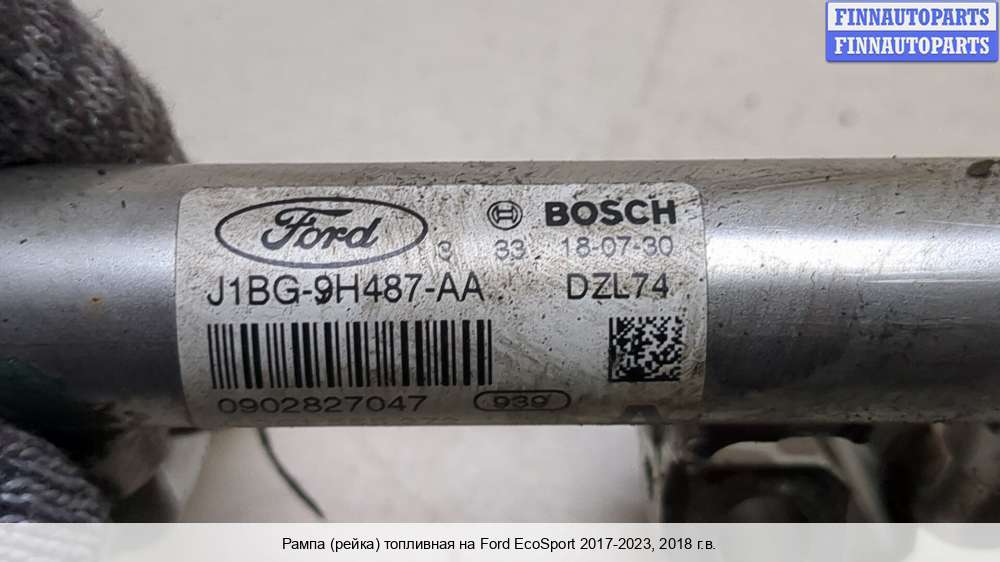 FINNAUTOPARTS
FINNAUTOPARTS
Ford BOSCH
3 33 18-07-30
J1BG-9H487-AA DZL74
0902827047 939
A
Рампа (рейка) топливная на Ford EcoSport 2017-2023, 2018 г.в.